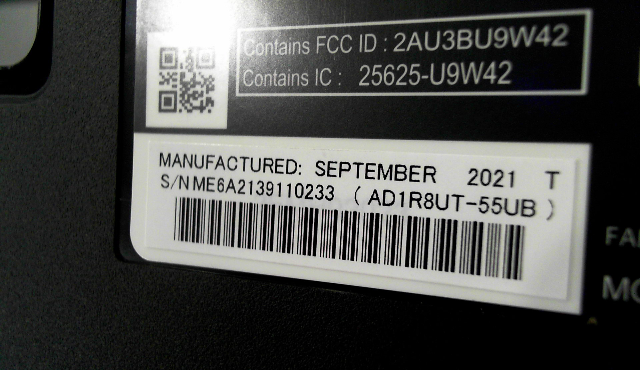 Contains FCC ID : 2AU3BU9W42
Contains IC : 25625-U9W42
MANUFACTURED: SEPTEMBER 2021 T
S/N ME6A2139110233 ( AD1R8UT-55UB )